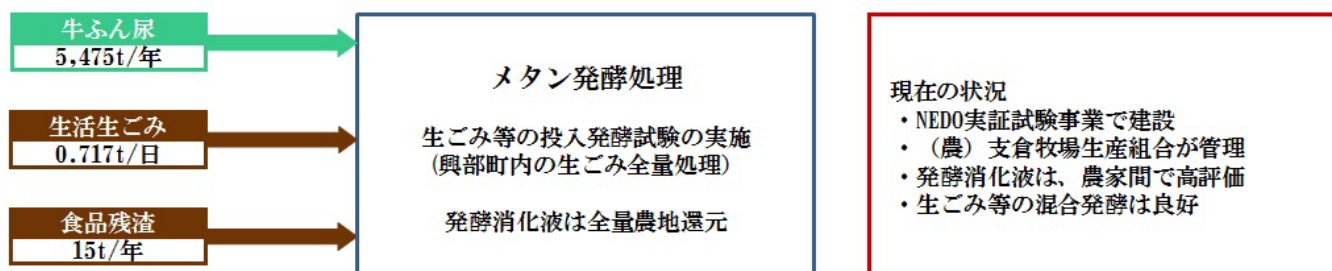 牛ふん尿
5,475t/年
生活生ごみ
0.717t/日
食品残渣
15t/年
メタン発酵処理
生ごみ等の投入発酵試験の実施
(興部町内の生ごみ全量処理)
発酵消化液は全量農地還元
現在の状況
・NEDO実証試験事業で建設
・(農)支倉牧場生産組合が管理
・発酵消化液は、農家間で高評価
・生ごみ等の混合発酵は良好